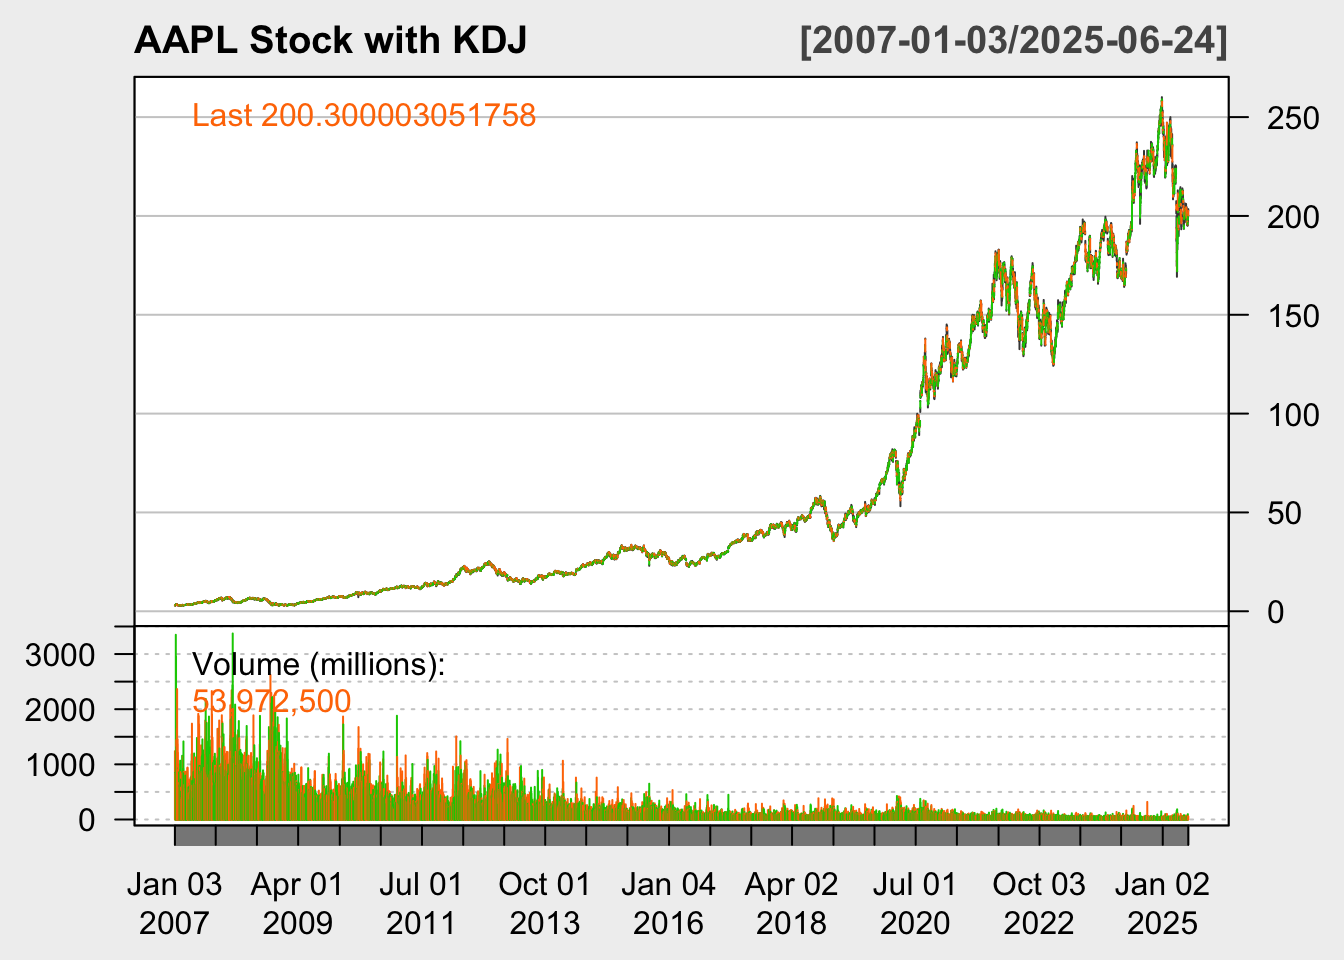 AAPL Stock with KDJ [2007-01-03/2025-06-24]
Last 200.300003051758
250
200
150
100
50
0
Volume (millions):
53,972,500
3000
2000
1000
0
Jan 03 Apr 01 Jul 01 Oct 01 Jan 04 Apr 02 Jul 01 Oct 03 Jan 02
2007 2009 2011 2013 2016 2018 2020 2022 2025